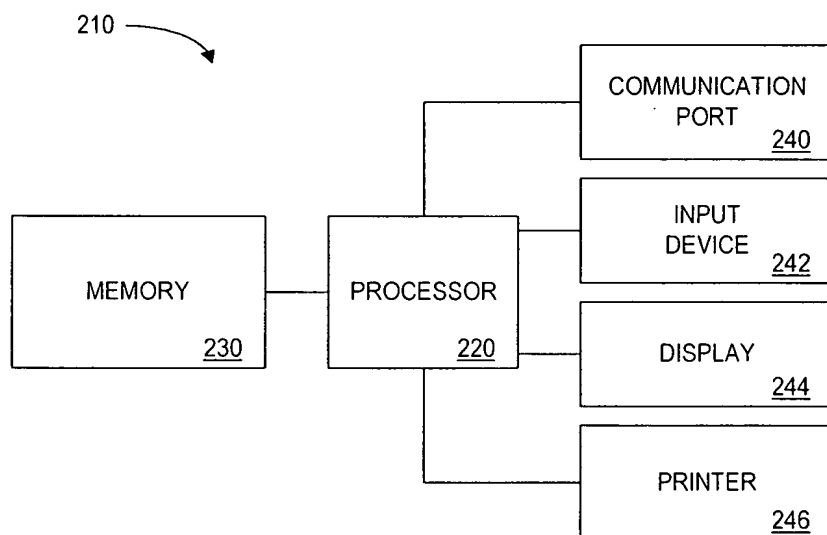 210
COMMUNICATION
PORT
240
INPUT
DEVICE
242
MEMORY
230
PROCESSOR
220
DISPLAY
244
PRINTER
246